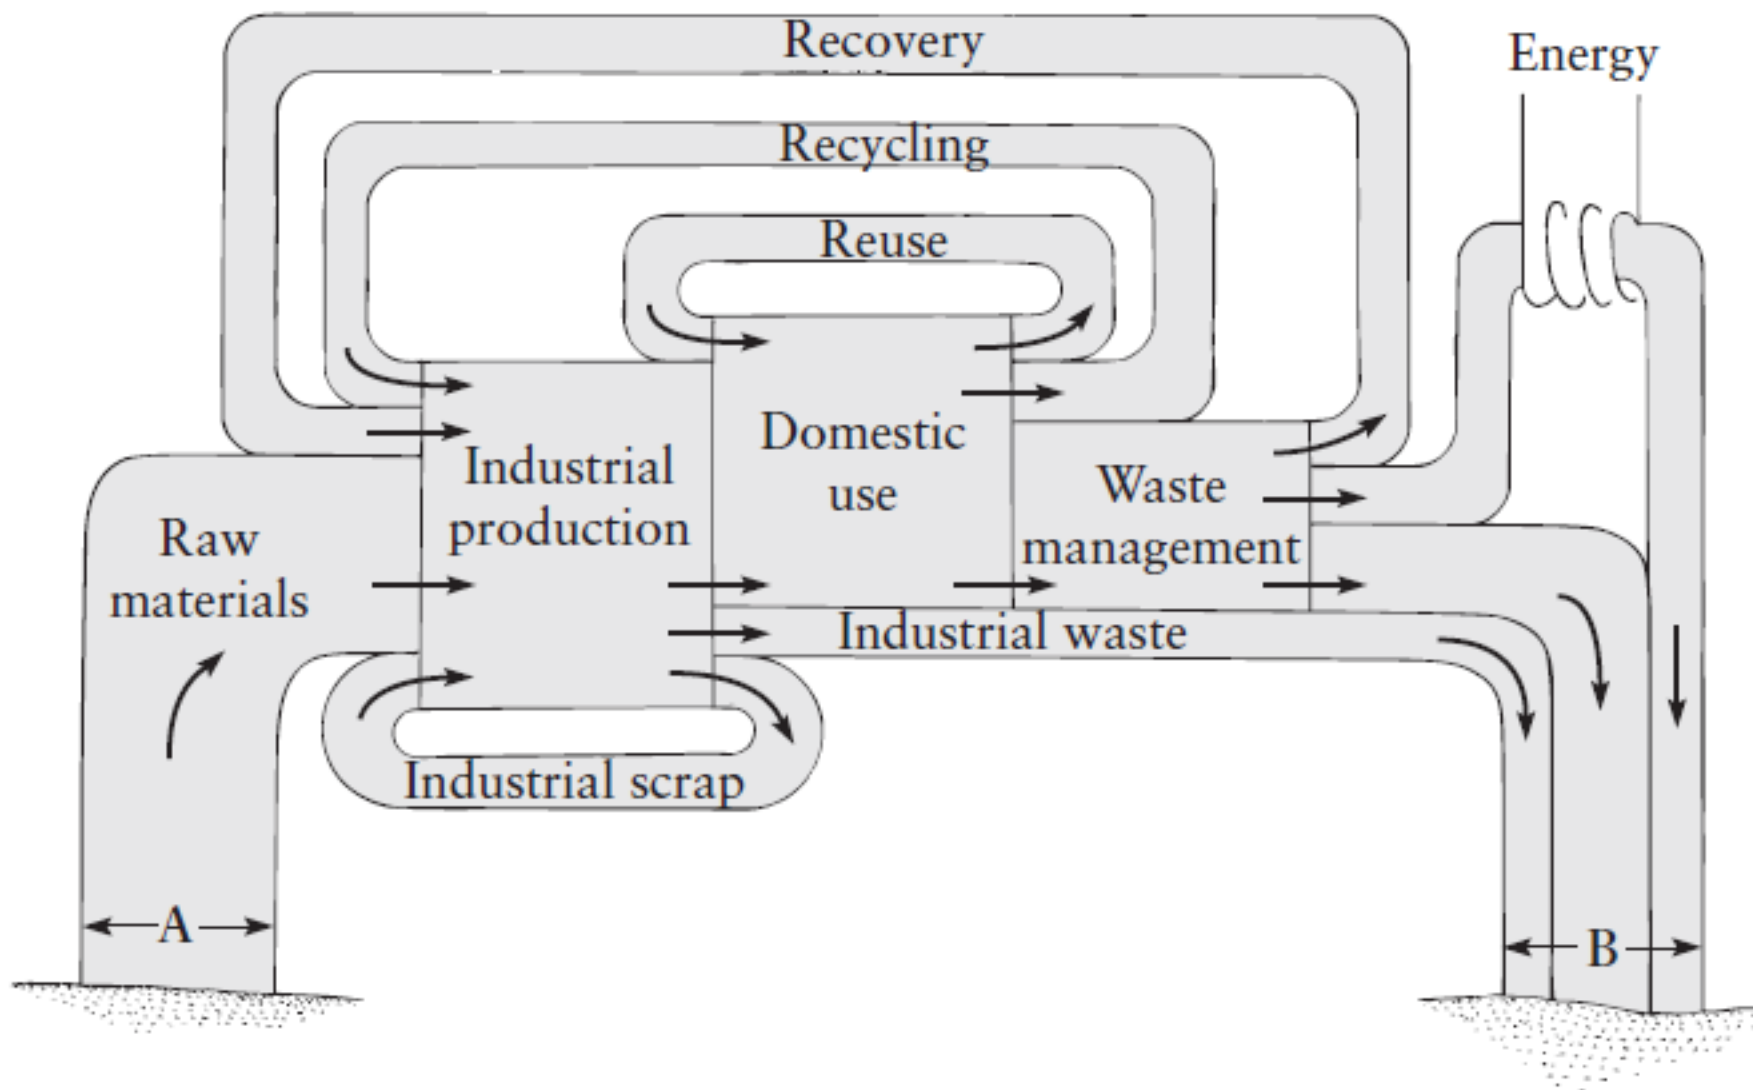 Recovery
Energy
Recycling
Reuse
Domestic
use
Industrial
production
Waste
management
Raw
materials
Industrial waste
Industrial scrap
A
B